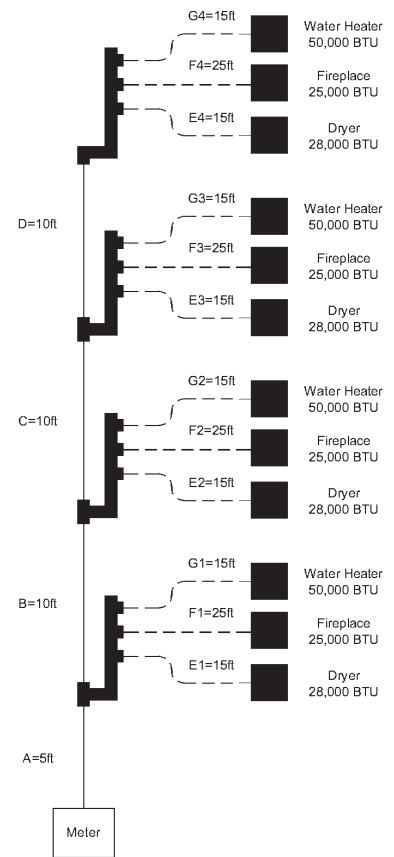 G4=15ft
Water Heater
50,000 BTU
F4=25ft
Fireplace
25,000 BTU
E4=15ft
Dryer
28,000 BTU
D=10ft
G3=15ft
Water Heater
50,000 BTU
F3=25ft
Fireplace
25,000 BTU
E3=15ft
Dryer
28,000 BTU
C=10ft
G2=15ft
Water Heater
50,000 BTU
F2=25ft
Fireplace
25,000 BTU
E2=15ft
Dryer
28,000 BTU
B=10ft
G1=15ft
Water Heater
50,000 BTU
F1=25ft
Fireplace
25,000 BTU
E1=15ft
Dryer
28,000 BTU
A=5ft
Meter